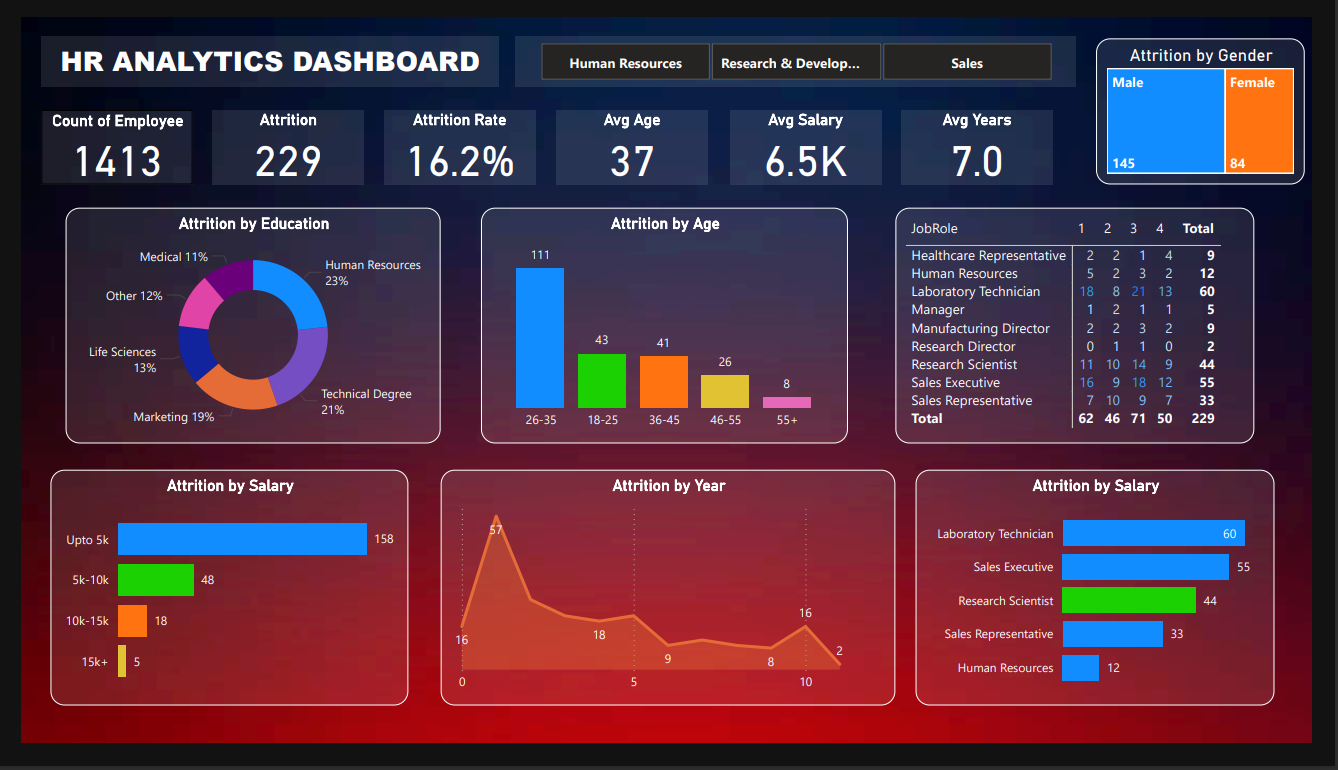 HR ANALYTICS DASHBOARD
Human Resources
Research & Develop...
Sales
Attrition by Gender
Male
Female
145
84
Count of Employee
1413
Attrition
229
Attrition Rate
16.2%
Avg Age
37
Avg Salary
6.5K
Avg Years
7.0
Attrition by Education
Medical 11%
Human Resources
23%
Other 12%
Life Sciences
13%
Technical Degree
21%
Marketing 19%
Attrition by Age
111
43
41
26
8
26-35
18-25
36-45
46-55
55+
JobRole 1 2 3 4 Total
Healthcare Representative 2 2 1 4 9
Human Resources 5 2 3 2 12
Laboratory Technician 18 8 21 13 60
Manager 1 2 1 1 5
Manufacturing Director 2 2 3 2 9
Research Director 0 1 1 0 2
Research Scientist 11 10 14 9 44
Sales Executive 16 9 18 12 55
Sales Representative 7 10 9 7 33
Total 62 46 71 50 229
Attrition by Salary
Upto 5k 158
5k-10k 48
10k-15k 18
15k+ 5
Attrition by Year
57
16
18
9
8
16
2
0
5
10
Attrition by Salary
Laboratory Technician 60
Sales Executive 55
Research Scientist 44
Sales Representative 33
Human Resources 12